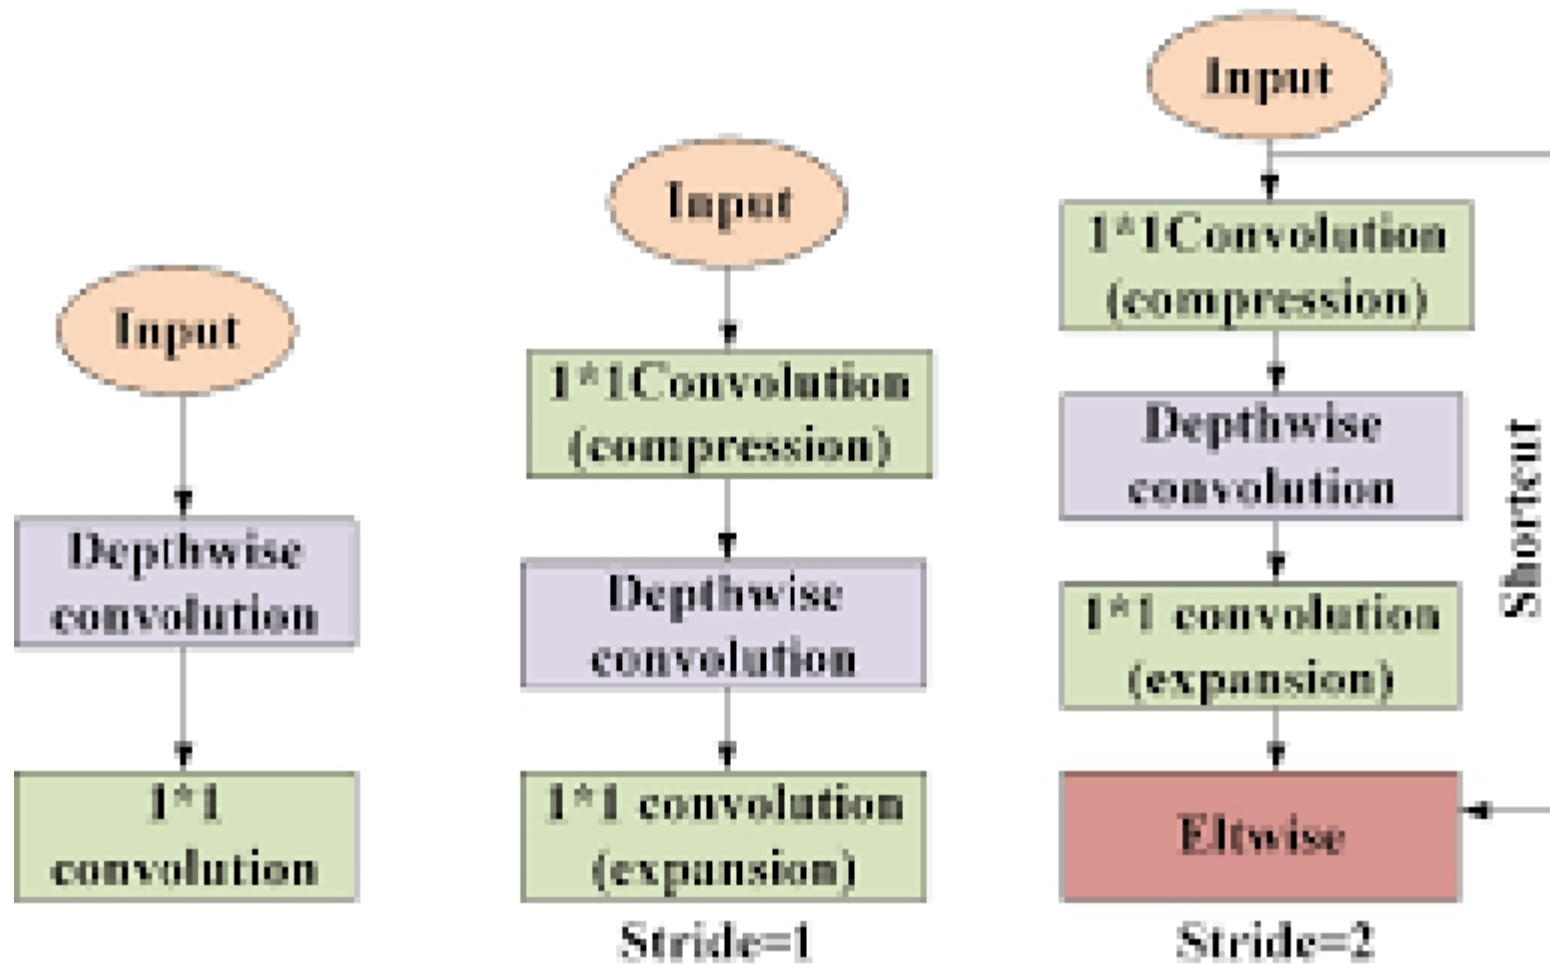 Input
Depthwise
convolution
1*1
convolution
Input
1*1Convolution
(compression)
Depthwise
convolution
1*1 convolution
(expansion)
Stride=1
Input
1*1Convolution
(compression)
Depthwise
convolution
1*1 convolution
(expansion)
Eltwise
Stride=2
Shortcut